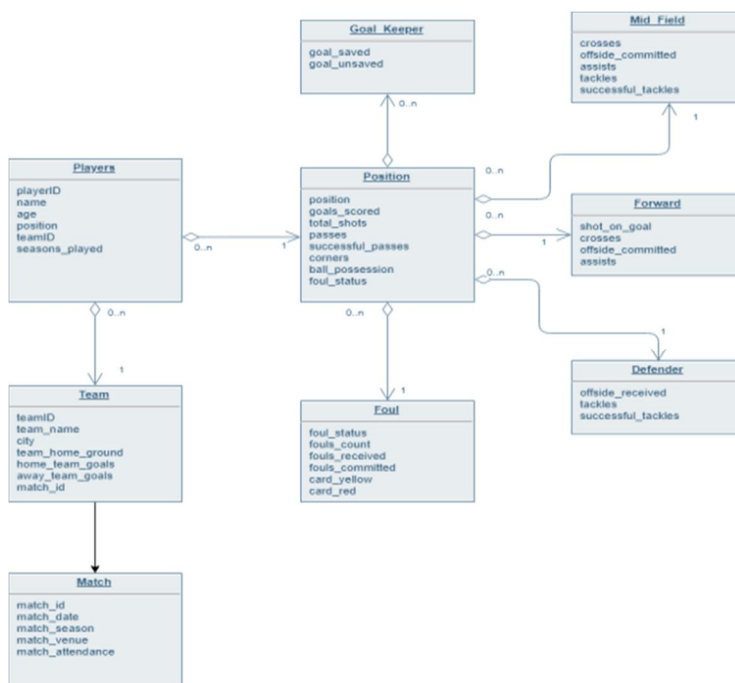 Goal_Keeper
goal_saved
goal_unsaved
0..n
Mid_Field
crosses
offside_committed
assists
tackles
successful_tackles
1
0..n
Players
playerID
name
age
position
teamID
seasons_played
0..n
1
Position
position
goals_scored
total_shots
passes
successful_passes
corners
ball_possession
foul_status
0..n
1
Forward
shot_on_goal
crosses
offside_committed
assists
0..n
1
Defender
offside_received
tackles
successful_tackles
0..n
1
Team
teamID
team_name
city
team_home_ground
home_team_goals
away_team_goals
match_id
0..n
1
Foul
foul_status
fouls_count
fouls_received
fouls_committed
card_yellow
card_red
Match
match_id
match_date
match_season
match_venue
match_attendance